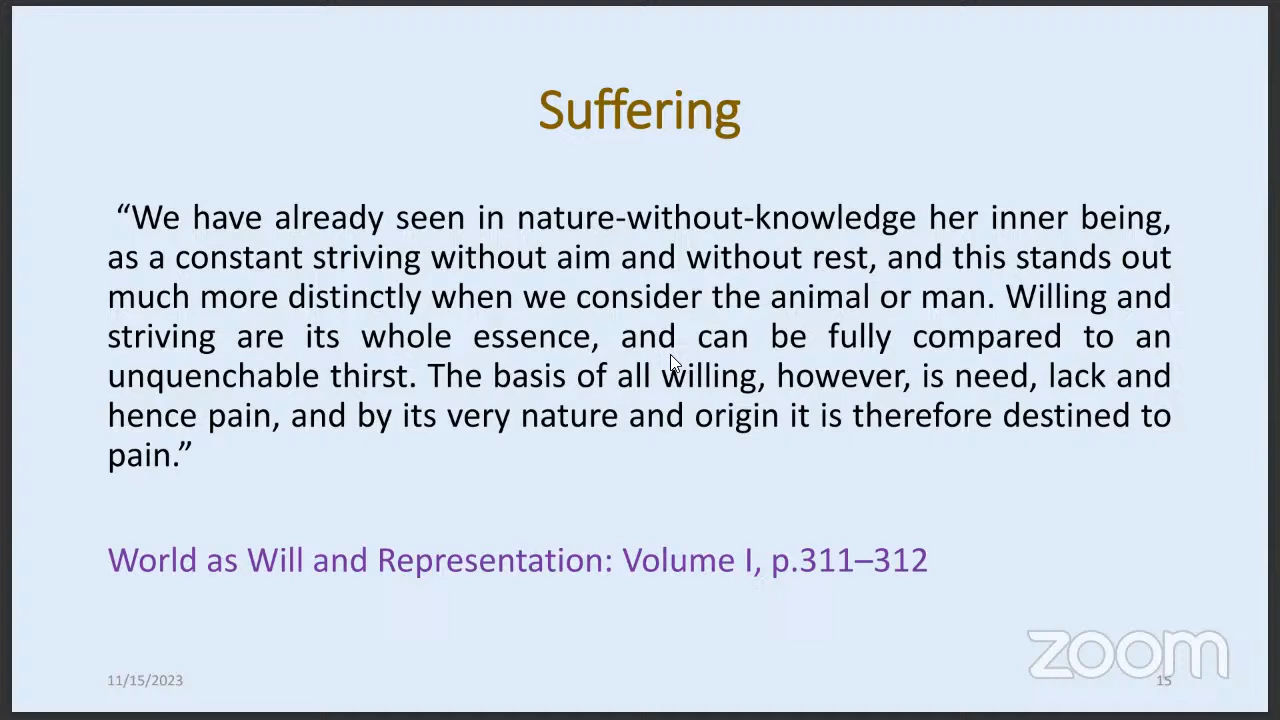 Suffering
“We have already seen in nature-without-knowledge her inner being,
as a constant striving without aim and without rest, and this stands out
much more distinctly when we consider the animal or man. Willing and
striving are its whole essence, and can be fully compared to an
unquenchable thirst. The basis of all willing, however, is need, lack and
hence pain, and by its very nature and origin it is therefore destined to
pain.”
World as Will and Representation: Volume I, p.311–312
zoom
11/15/2023
15